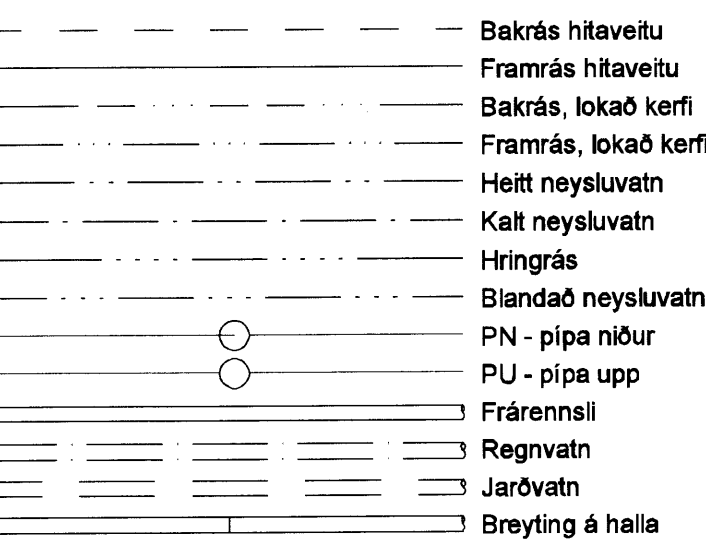 Bakrás hitaveitu
Framrás hitaveitu
Bakrás, lokað kerfi
Framrás, lokað kerfi
Heitt neysluvatn
Kalt neysluvatn
Hringrás
Blandað neysluvatn
PN - pípa niður
PU - pípa upp
Frárennsli
Regnvatn
Jarðvatn
Breyting á halla